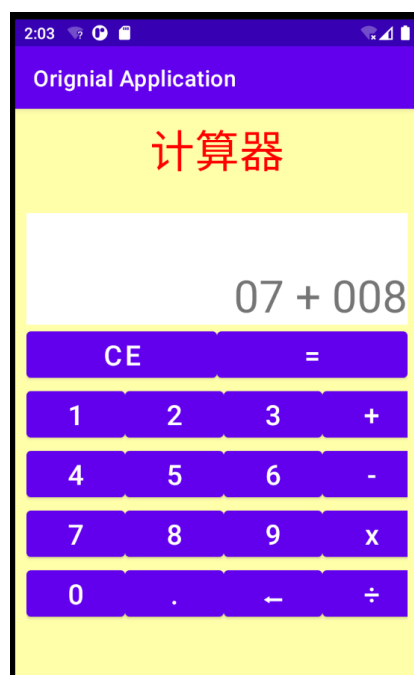 2:03
Orignial Application
计算器
07 + 008
CE =
1 2 3 +
4 5 6 -
7 8 9 x
0 . ← ÷